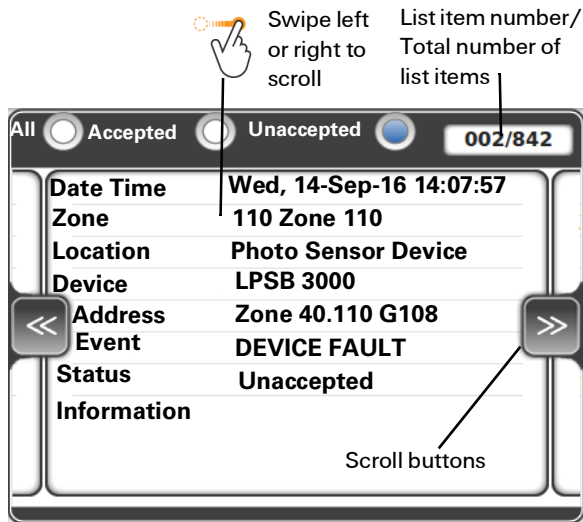 Swipe left
or right to
scroll
List item number/
Total number of
list items
All Accepted Unaccepted 002/842
Date Time Wed, 14-Sep-16 14:07:57
Zone 110 Zone 110
Location Photo Sensor Device
Device LPSB 3000
Address Zone 40.110 G108
Event DEVICE FAULT
Status Unaccepted
Information
Scroll buttons